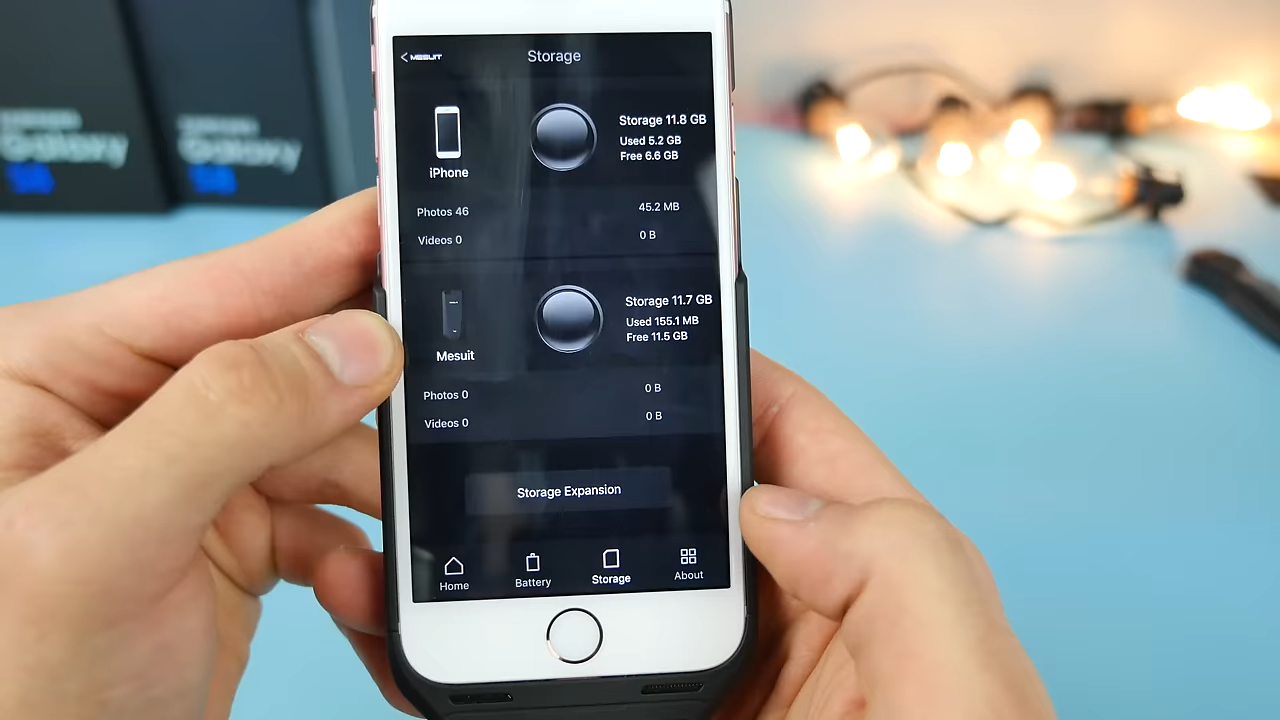 MESUIT
Storage
iPhone
Storage 11.8 GB
Used 5.2 GB
Free 6.6 GB
Photos 46
45.2 MB
Videos 0
0 B
Mesuit
Storage 11.7 GB
Used 155.1 MB
Free 11.5 GB
Photos 0
0 B
Videos 0
0 B
Storage Expansion
Home
Battery
Storage
About
Galaxy
Galaxy